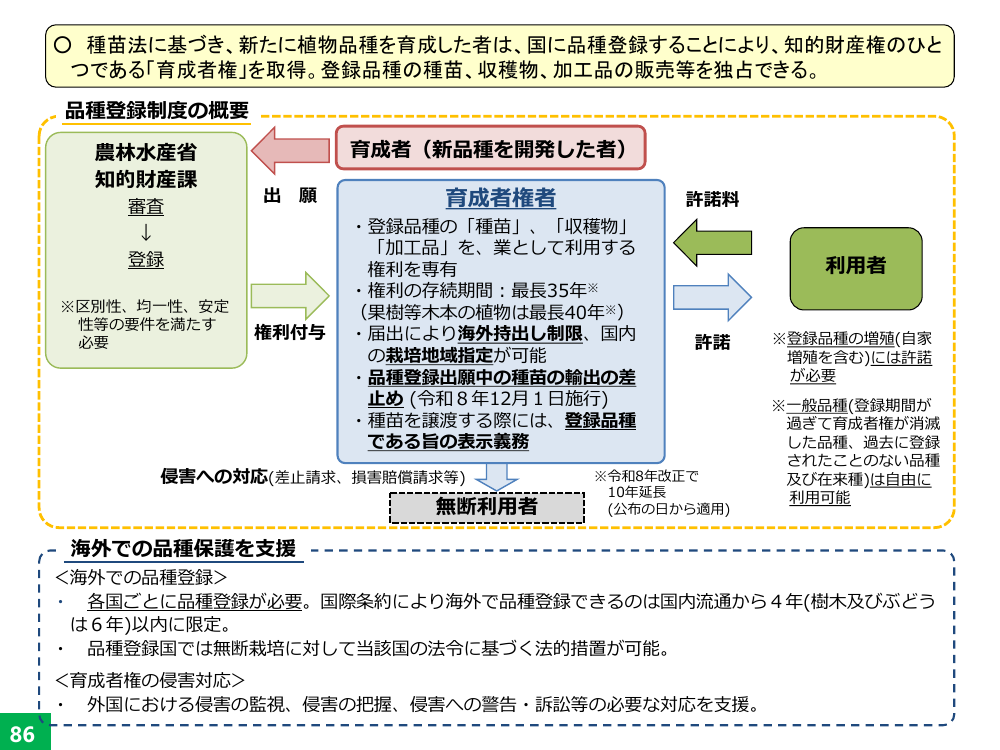 ○　種苗法に基づき、新たに植物品種を育成した者は、国に品種登録することにより、知的財産権のひと
つである「育成者権」を取得。登録品種の種苗、収穫物、加工品の販売等を独占できる。
品種登録制度の概要
農林水産省
知的財産課
審査
↓
登録
※区別性、均一性、安定
性等の要件を満たす
必要
出　願
権利付与
育成者（新品種を開発した者）
育成者権者
・登録品種の「種苗」、「収穫物」
「加工品」を、業として利用する
権利を専有
・権利の存続期間：最長35年※
（果樹等木本の植物は最長40年※）
・届出により海外持出し制限、国内
の栽培地域指定が可能
・品種登録出願中の種苗の輸出の差
止め (令和８年12月１日施行)
・種苗を譲渡する際には、登録品種
である旨の表示義務
許諾料
許諾
利用者
※登録品種の増殖(自家
増殖を含む)には許諾
が必要
※一般品種(登録期間が
過ぎて育成者権が消滅
した品種、過去に登録
されたことのない品種
及び在来種)は自由に
利用可能
侵害への対応(差止請求、損害賠償請求等)
無断利用者
※令和8年改正で
10年延長
(公布の日から適用)
海外での品種保護を支援
＜海外での品種登録＞
・　各国ごとに品種登録が必要。国際条約により海外で品種登録できるのは国内流通から４年(樹木及びぶどう
は６年)以内に限定。
・　品種登録国では無断栽培に対して当該国の法令に基づく法的措置が可能。
＜育成者権の侵害対応＞
・　外国における侵害の監視、侵害の把握、侵害への警告・訴訟等の必要な対応を支援。
86